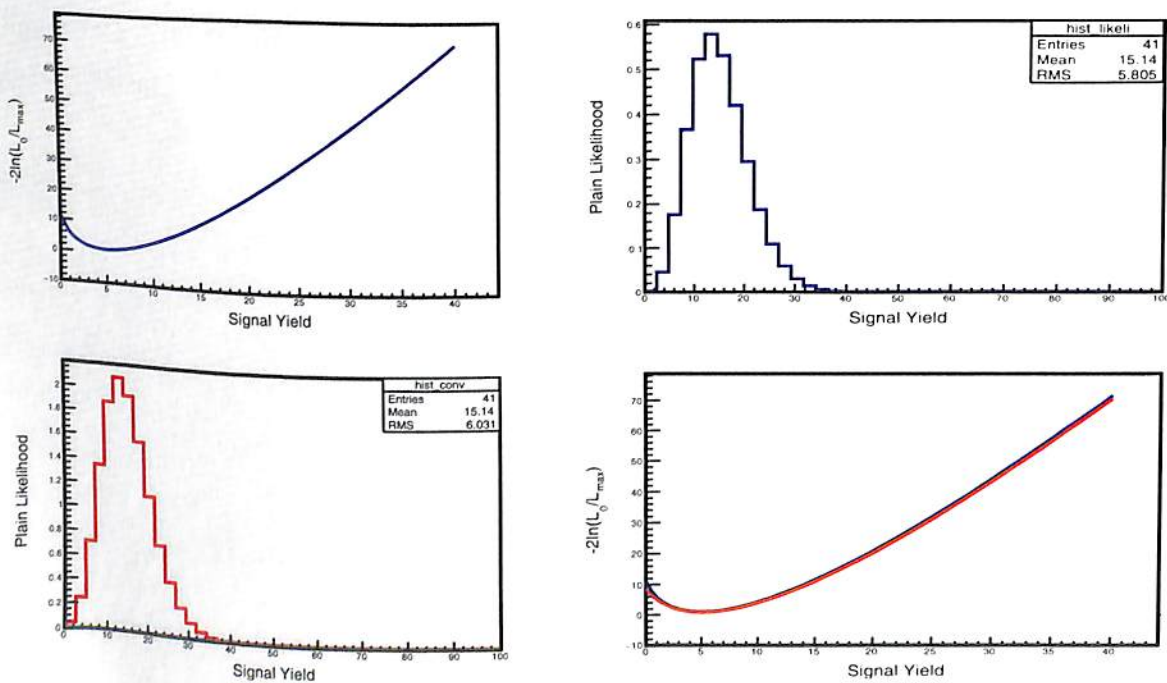 -2ln(L0/Lmax)
70
60
50
40
30
20
10
0
-10
0 5 10 15 20 25 30 35 40
Signal Yield
Plain Likelihood
0.6
0.5
0.4
0.3
0.2
0.1
0
0 10 20 30 40 50 60 70 80 90 100
Signal Yield
hist_likeli
Entries 41
Mean 15.14
RMS 5.805
Plain Likelihood
2
1.8
1.6
1.4
1.2
1
0.8
0.6
0.4
0.2
0
0 10 20 30 40 50 60 70 80 90 100
Signal Yield
hist_conv
Entries 41
Mean 15.14
RMS 6.031
-2ln(L0/Lmax)
70
60
50
40
30
20
10
0
-10
0 5 10 15 20 25 30 35 40
Signal Yield